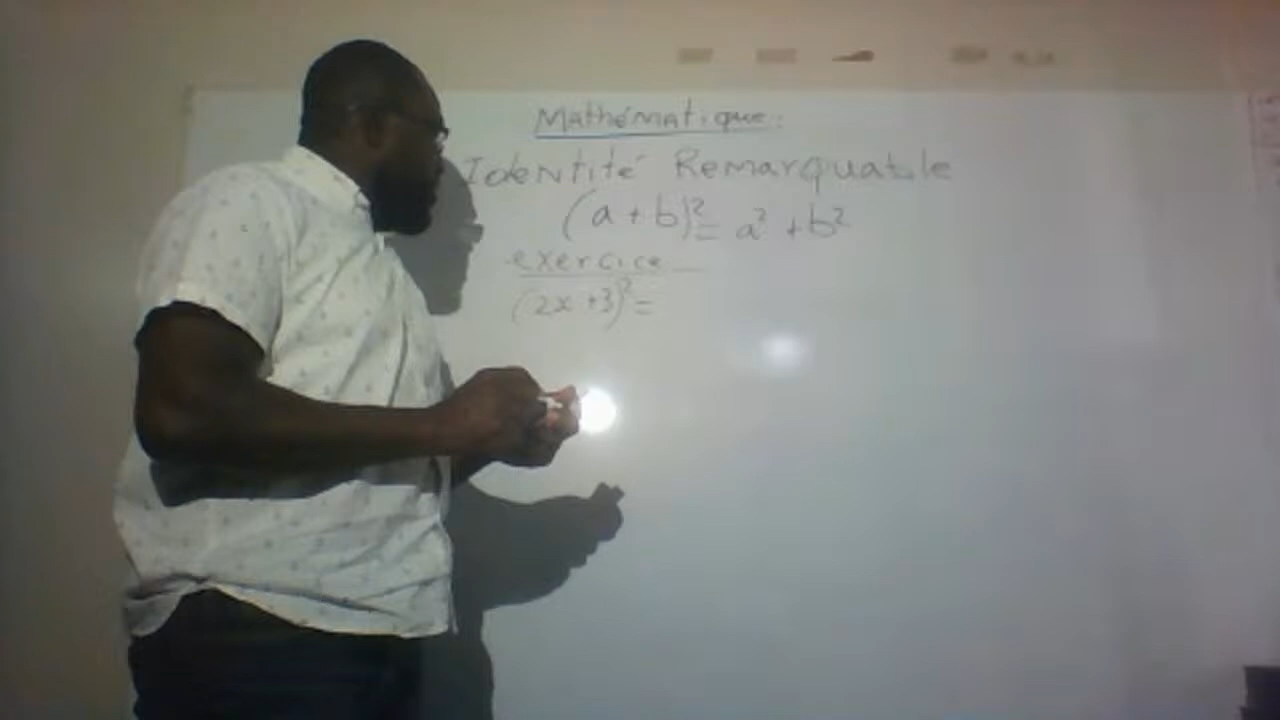 Mathématique:
Identité Remarquable
(a + b)² = a² + b²
exercice
(2x + 3)² =